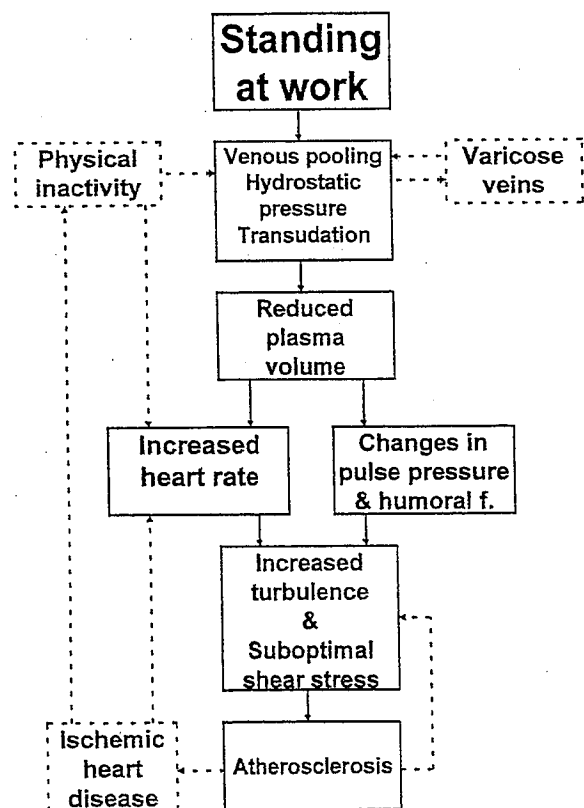 Standing
at work
Physical
inactivity
Venous pooling
Hydrostatic
pressure
Transudation
Varicose
veins
Reduced
plasma
volume
Increased
heart rate
Changes in
pulse pressure
& humoral f.
Increased
turbulence
&
Suboptimal
shear stress
Ischemic
heart
disease
Atherosclerosis